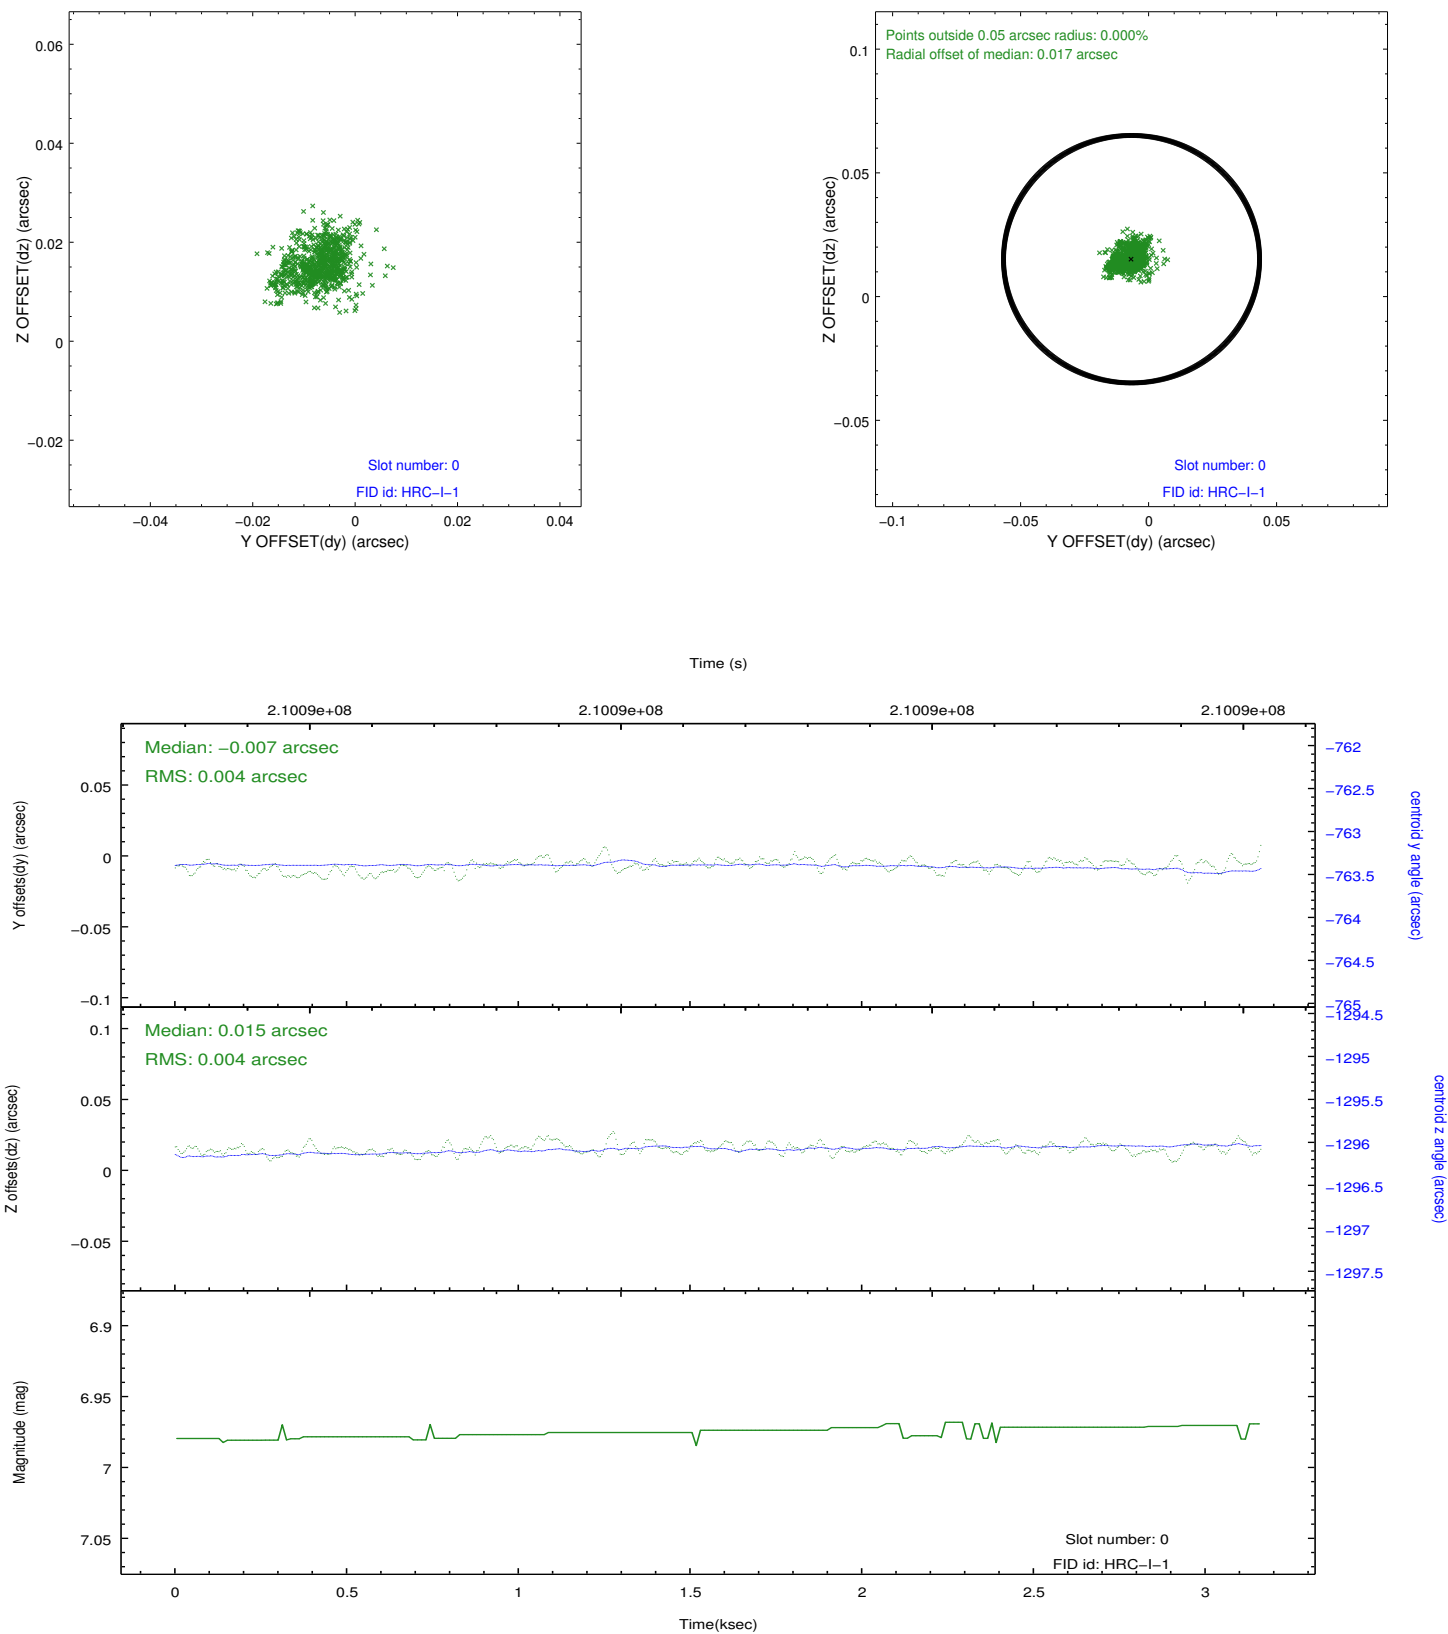 0.06
0.04
0.02
0
−0.02
Z OFFSET(dz) (arcsec)
Slot number: 0
FID id: HRC−I−1
−0.04
−0.02
0
0.02
0.04
Y OFFSET(dy) (arcsec)
Points outside 0.05 arcsec radius: 0.000%
Radial offset of median: 0.017 arcsec
0.1
0.05
0
−0.05
Z OFFSET(dz) (arcsec)
Slot number: 0
FID id: HRC−I−1
−0.1
−0.05
0
0.05
Y OFFSET(dy) (arcsec)
Time (s)
2.1009e+08
2.1009e+08
2.1009e+08
2.1009e+08
Median: −0.007 arcsec
RMS: 0.004 arcsec
0.05
0
−0.05
−0.1
Y offsets(dy) (arcsec)
−762
−762.5
−763
−763.5
−764
−764.5
−765
centroid y angle (arcsec)
Median: 0.015 arcsec
RMS: 0.004 arcsec
0.1
0.05
0
−0.05
Z offsets(dz) (arcsec)
−1294.5
−1295
−1295.5
−1296
−1296.5
−1297
−1297.5
centroid z angle (arcsec)
6.9
6.95
7
7.05
Magnitude (mag)
Slot number: 0
FID id: HRC−I−1
0
0.5
1
1.5
2
2.5
3
Time(ksec)